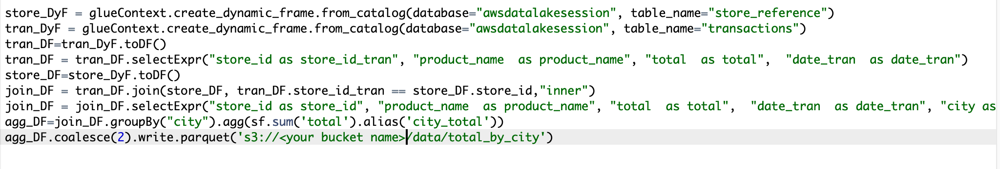 store_DyF = glueContext.create_dynamic_frame.from_catalog(database="awsdatalakesession", table_name="store_reference")
tran_DyF = glueContext.create_dynamic_frame.from_catalog(database="awsdatalakesession", table_name="transactions")
tran_DF=tran_DyF.toDF()
tran_DF = tran_DF.selectExpr("store_id as store_id_tran", "product_name  as product_name", "total  as total",  "date_tran  as date_tran")
store_DF=store_DyF.toDF()
join_DF = tran_DF.join(store_DF, tran_DF.store_id_tran == store_DF.store_id,"inner")
join_DF = join_DF.selectExpr("store_id as store_id", "product_name  as product_name", "total  as total",  "date_tran  as date_tran", "city as
agg_DF=join_DF.groupBy("city").agg(sf.sum('total').alias('city_total'))
agg_DF.coalesce(2).write.parquet('s3://<your bucket name>/data/total_by_city')